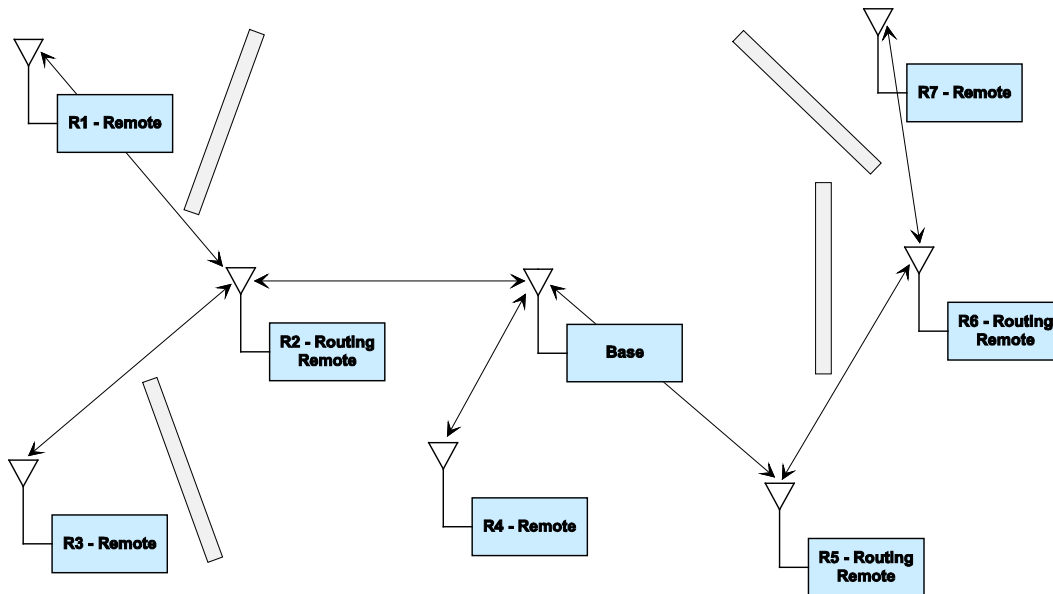 R1 - Remote
R7 - Remote
R2 - Routing
Remote
Base
R6 - Routing
Remote
R3 - Remote
R4 - Remote
R5 - Routing
Remote